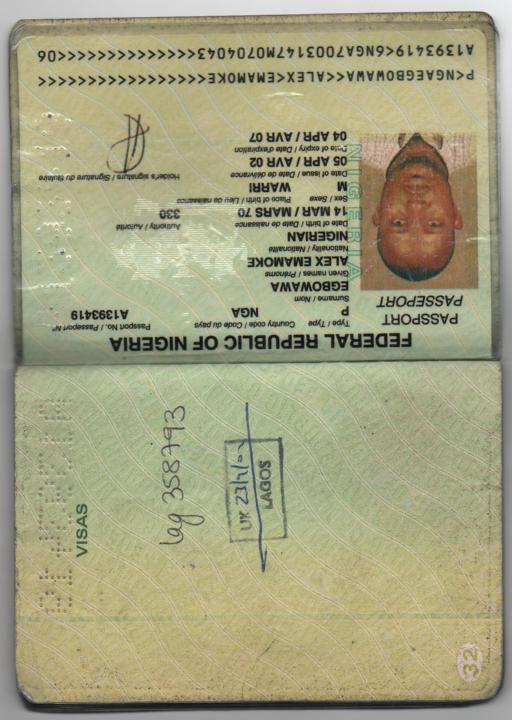 FEDERAL REPUBLIC OF NIGERIA
PASSPORT
PASSEPORT
Type / Type
P
Country code / Code du pays
NGA
Passport No. / Passeport N°
A1393419
Surname / Nom
EGBOWAWA
Given names / Prénoms
ALEX EMAMOKE
Nationality / Nationalité
NIGERIAN
Date of birth / Date de naissance
14 MAR / MARS 70
Authority / Autorité
330
Sex / Sexe
M
Place of birth / Lieu de naissance
WARRI
Date of issue / Date de délivrance
05 APR / AVR 02
Holder's signature / Signature du titulaire
Date of expiry / Date d'expiration
04 APR / AVR 07
NIGERIA
P<NGAEGBOWAWA<<ALEX<EMAMOKE<<<<<<<<<<<<<<<<<
A1393419<6NGA7003147M0704043<<<<<<<<<<<<<<06
VISAS
lag 358793
LAGOS
32